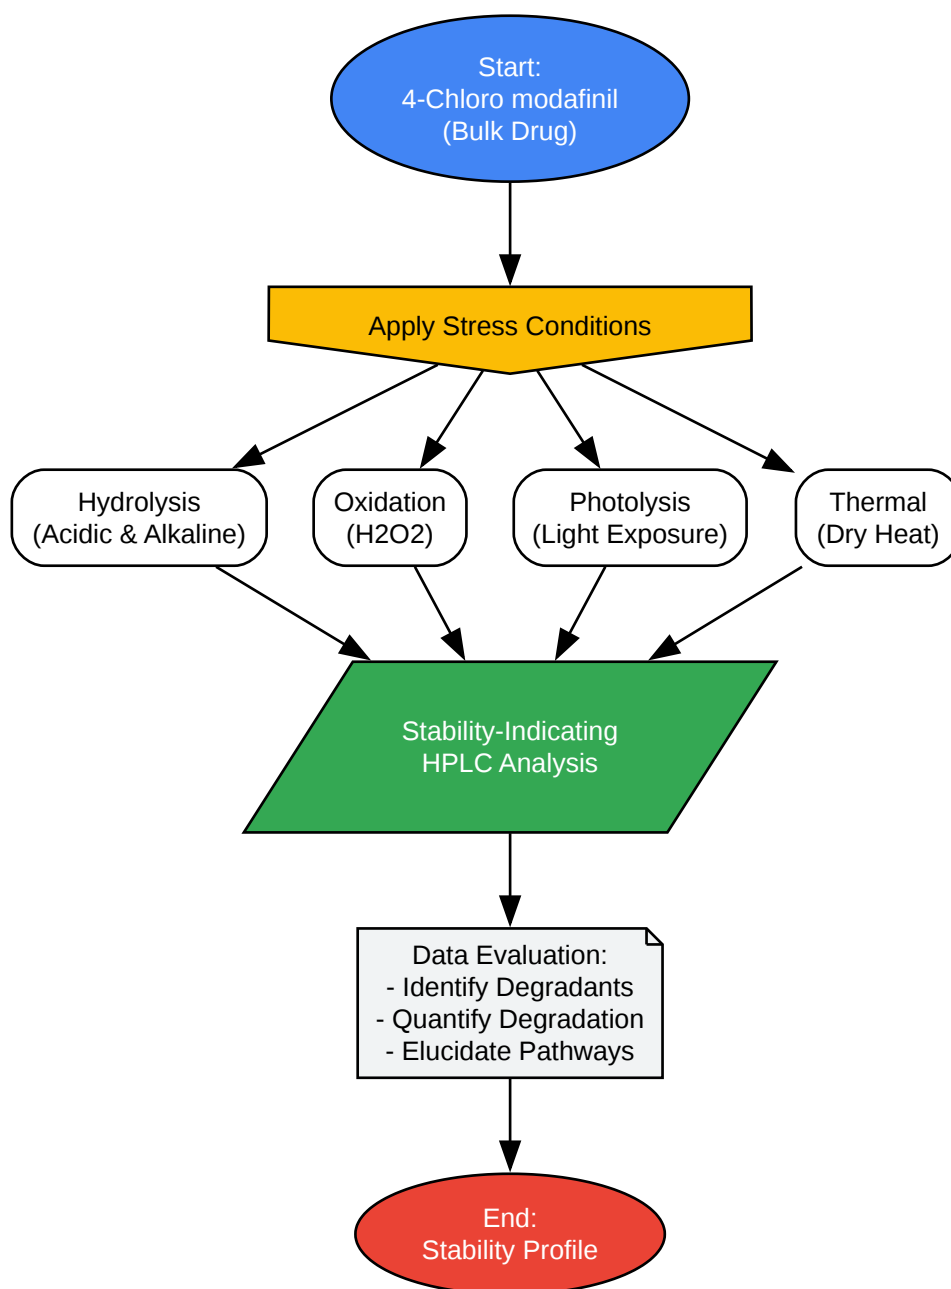 Start:
4-Chloro modafinil
(Bulk Drug)
Apply Stress Conditions
Hydrolysis
(Acidic & Alkaline)
Oxidation
(H2O2)
Photolysis
(Light Exposure)
Thermal
(Dry Heat)
Stability-Indicating
HPLC Analysis
Data Evaluation:
- Identify Degradants
- Quantify Degradation
- Elucidate Pathways
End:
Stability Profile